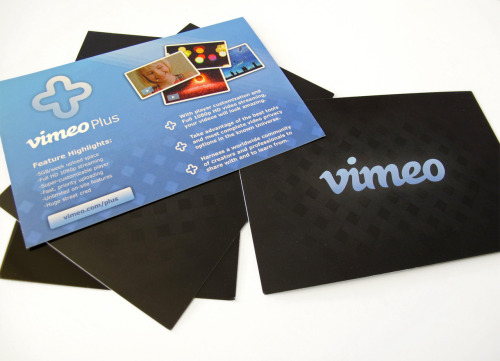 vimeo Plus
Feature Highlights:
-5GB/week upload space
-Full HD 1080p streaming
-Super-customizable player
-Fast, priority uploading
-Unlimited on-site features
-Huge street cred!
vimeo.com/plus
With player customization and
Full 1080p HD video streaming,
your videos will look amazing.
Take advantage of the best tools
and most complete video privacy
options in the known Universe.
Harness a worldwide community
of creators and professionals to
share with and to learn from.
vimeo